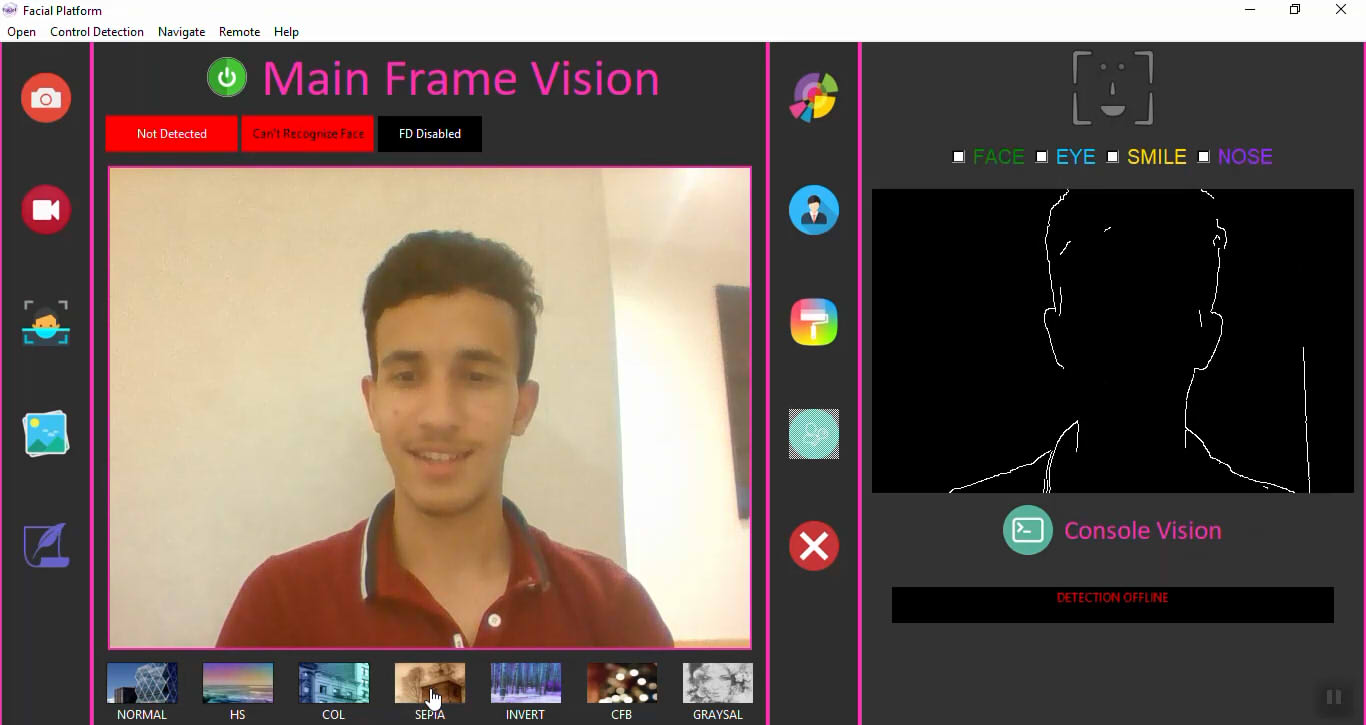 Facial Platform
Open Control Detection Navigate Remote Help
Main Frame Vision
Not Detected Can't Recognize Face FD Disabled
FACE EYE SMILE NOSE
Console Vision
DETECTION OFFLINE
NORMAL HS COL SEPIA INVERT CFB GRAYSAL